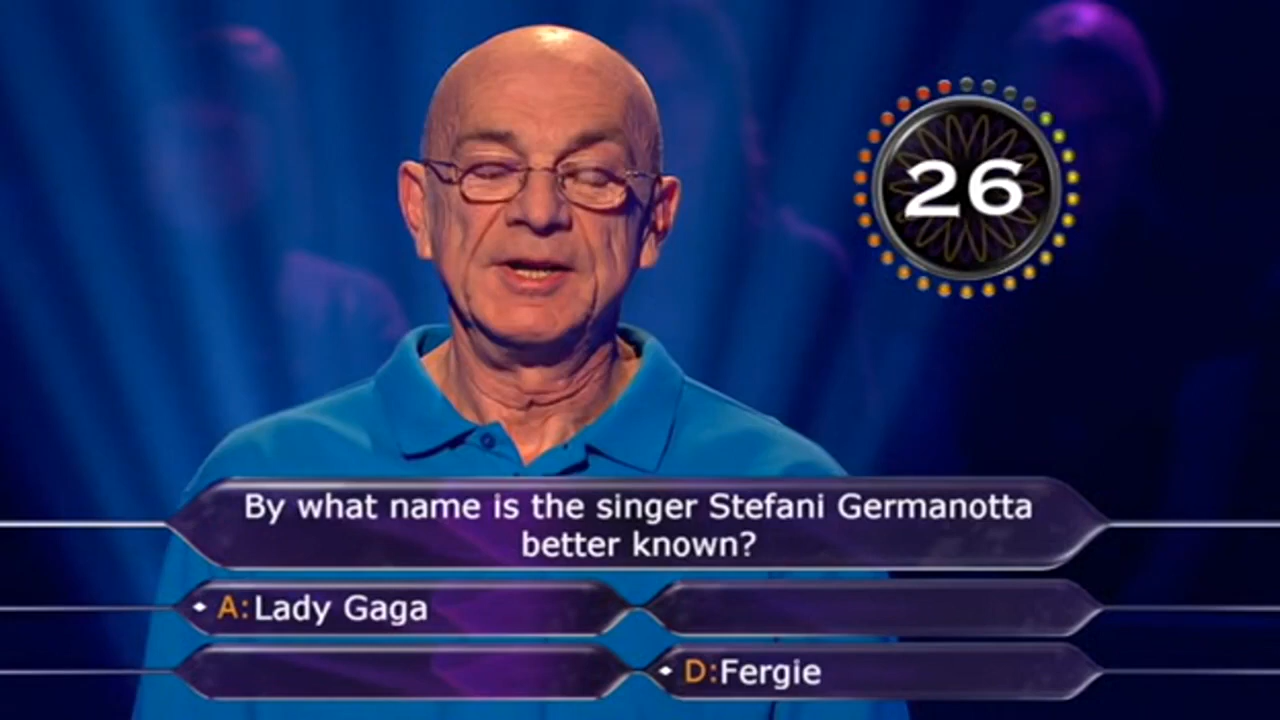 26
By what name is the singer Stefani Germanotta
better known?
A: Lady Gaga
D: Fergie